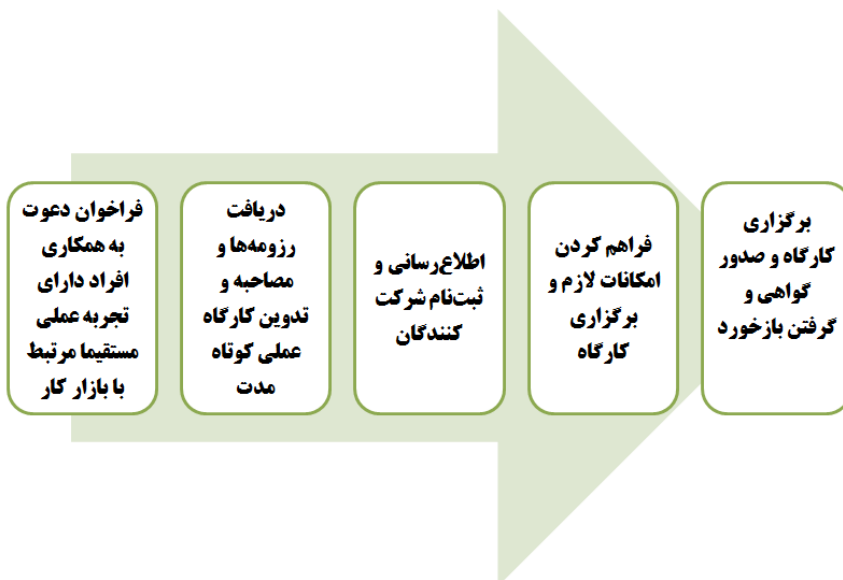 فراخوان دعوت
به همکاری
افراد دارای
تجربه عملی
مستقیما مرتبط
با بازار کار
دریافت
رزومه‌ها و
مصاحبه و
تدوین کارگاه
عملی کوتاه
مدت
اطلاع‌رسانی و
ثبت‌نام شرکت
کنندگان
فراهم کردن
امکانات لازم و
برگزاری
کارگاه
برگزاری
کارگاه و صدور
گواهی و
گرفتن بازخورد